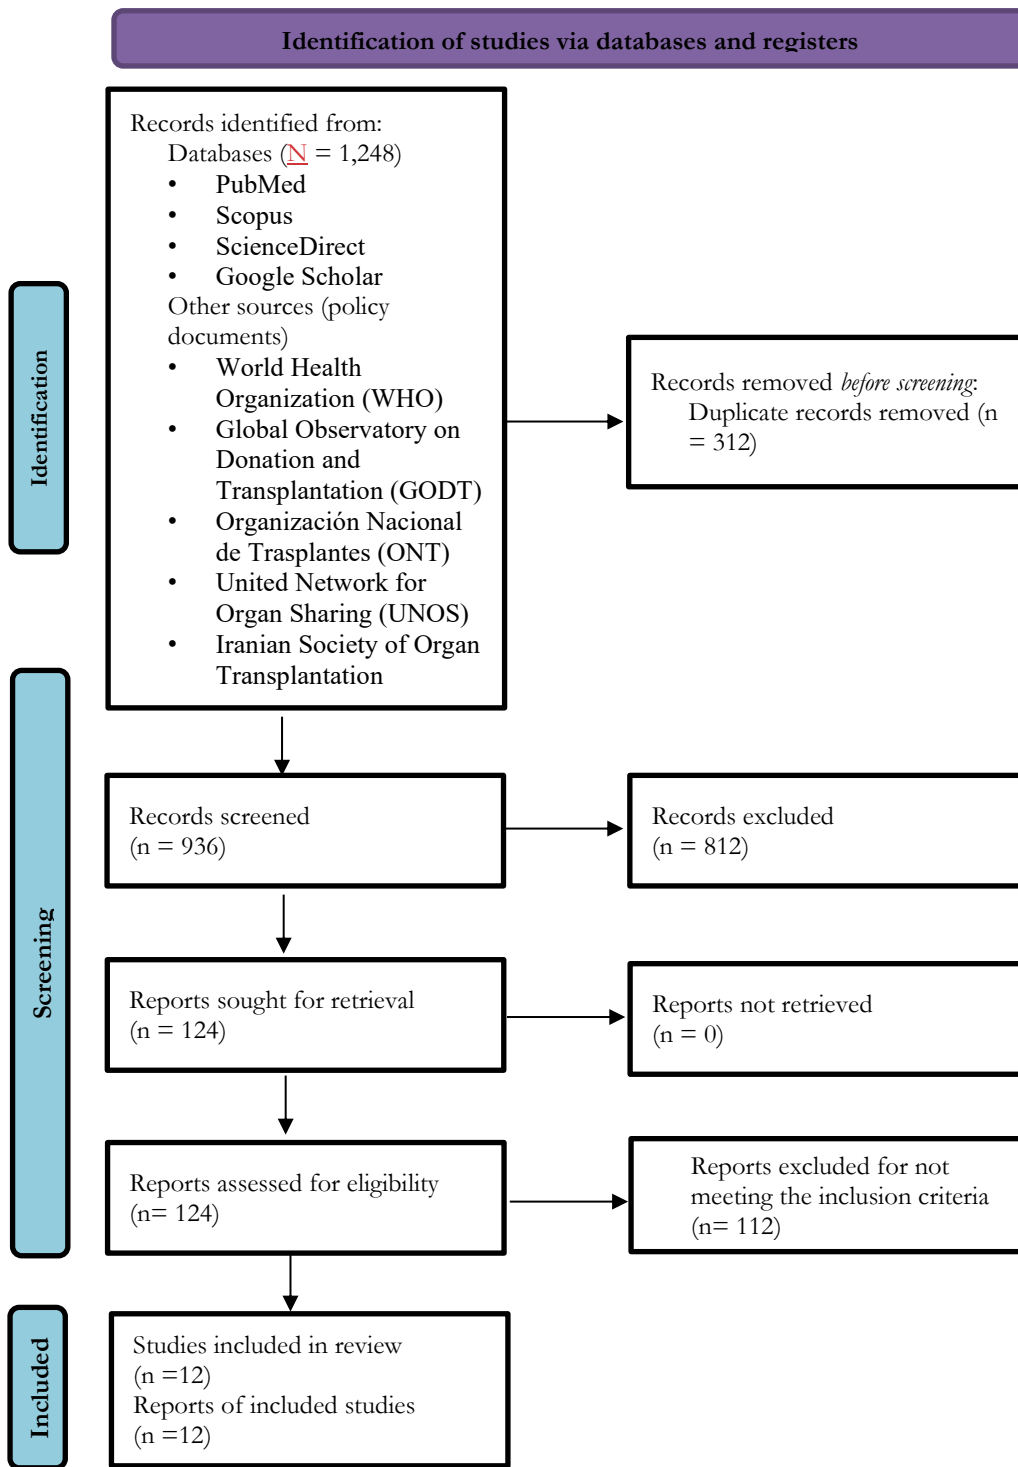 Identification of studies via databases and registers
Records identified from:
Databases (N = 1,248)
• PubMed
• Scopus
• ScienceDirect
• Google Scholar
Other sources (policy
documents)
• World Health
Organization (WHO)
• Global Observatory on
Donation and
Transplantation (GODT)
• Organización Nacional
de Trasplantes (ONT)
• United Network for
Organ Sharing (UNOS)
• Iranian Society of Organ
Transplantation
Identification
Records removed before screening:
Duplicate records removed (n
= 312)
Screening
Records screened
(n = 936)
Records excluded
(n = 812)
Reports sought for retrieval
(n = 124)
Reports not retrieved
(n = 0)
Reports assessed for eligibility
(n= 124)
Reports excluded for not
meeting the inclusion criteria
(n= 112)
Included
Studies included in review
(n =12)
Reports of included studies
(n =12)